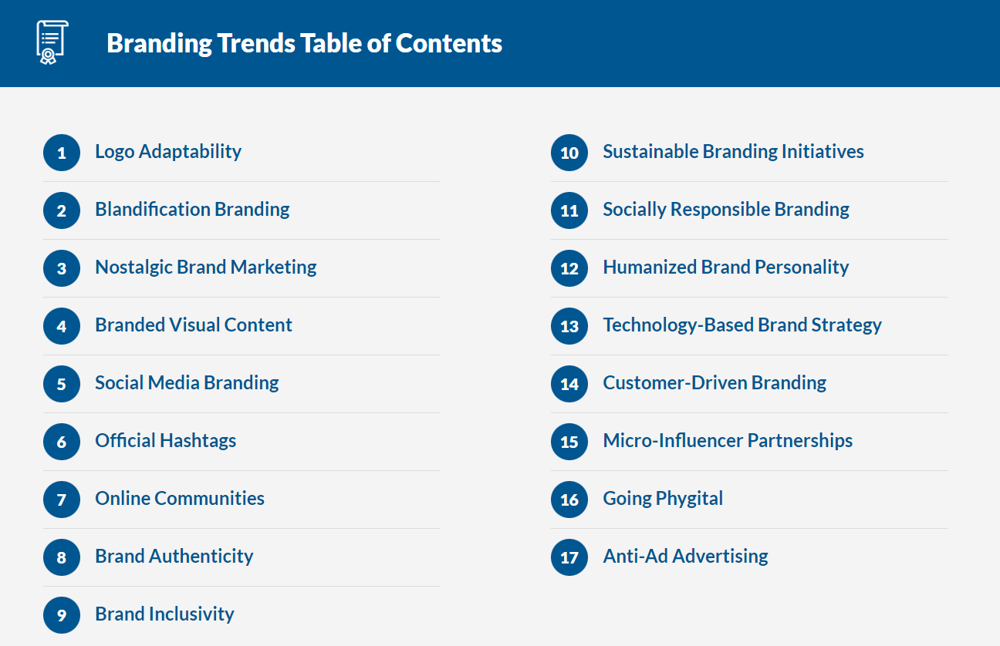 Branding Trends Table of Contents
1 Logo Adaptability
2 Blandification Branding
3 Nostalgic Brand Marketing
4 Branded Visual Content
5 Social Media Branding
6 Official Hashtags
7 Online Communities
8 Brand Authenticity
9 Brand Inclusivity
10 Sustainable Branding Initiatives
11 Socially Responsible Branding
12 Humanized Brand Personality
13 Technology-Based Brand Strategy
14 Customer-Driven Branding
15 Micro-Influencer Partnerships
16 Going Phygital
17 Anti-Ad Advertising